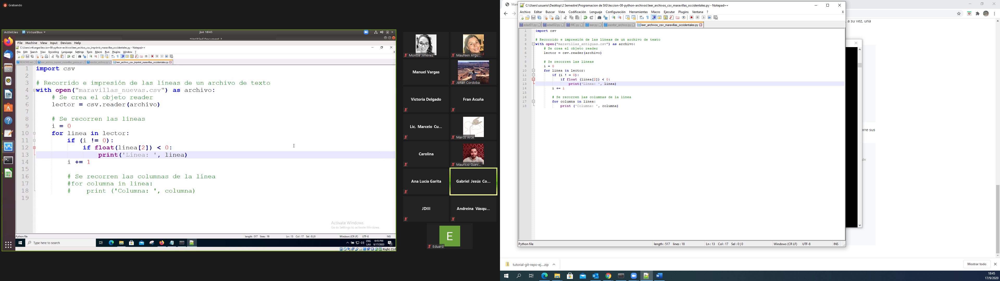 Grabando
Activities
VirtualBox
jue 18:45
*Untitled Document 2
File Machine View Input Devices Help
C:\Users\mfvargas\leccion-08-python-archivos\leer_archivo_csv_imprimir_maravillas_occidentales.py - Notepad++
File Edit Search View Encoding Language Settings Tools Macro Run Plugins Window ?
X
README.md
escribir_archivo.py
leer_archivo_csv_imprimir_maravillas_occidentales.py
1 import csv
2
3 # Recorrido e impresión de las líneas de un archivo de texto
4 with open("maravillas_nuevas.csv") as archivo:
5 # Se crea el objeto reader
6 lector = csv.reader(archivo)
7
8 # Se recorren las líneas
9 i = 0
10 for linea in lector:
11 if (i != 0):
12 if float(linea[2]) < 0:
13 print('Línea: ', linea)
14 i += 1
15
16 # Se recorren las columnas de la línea
17 #for columna in linea:
18 # print ('Columna: ', columna)
19
Activate Windows
Go to Settings to activate Windows.
Python file
length : 517 lines : 19
Ln : 13 Col : 17 Sel : 0 | 0
Windows (CR LF)
UTF-8
INS
Type here to search
ENG
LAA
6:45 PM
9/17/2020
Right Ctrl
Montse Jiménez
Maureen Argu...
Manuel Vargas
Johan Cordoba
Victoria Delgado
Fran Acuña
Lic. Marcelo Cu...
Marco Arce
Carolina
Mauricio Guev...
Ana Lucía Garita
Gabriel Jesús Co...
JDIII
Andreina Vásqu...
E
Eduard
Man
C:\Users\usuario\Desktop\2 Semestre\Programacion de SIG\leccion-08-python-archivos\leer_archivos_csv_maravillas_occidentales.py - Notepad++
Archivo Editar Buscar Vista Codificación Lenguaje Configuración Herramientas Macro Ejecutar Plugins Ventana ?
X
edad01.py
edad02.py
IMC.py
leer.py
escribir_archivo.py
leer_archivos_csv_maravillas_occidentales.py
1 import csv
2
3 # Recorrido e impresión de las líneas de un archivo de texto
4 with open("maravillas_antiguas.csv") as archivo:
5 # Se crea el objeto reader
6 lector = csv.reader(archivo)
7
8 # Se recorren las líneas
9 i = 0
10 for linea in lector:
11 if (i ! = 0):
12 if float (linea[2]) < 0:
13 print('Linea: ', linea)
14 i += 1
15
16 # Se recorren las columnas de la línea
17 for columna in linea:
18 print ('Columna: ', columna)
Python file
length : 517 lines : 18
Ln : 13 Col : 17 Sel : 0 | 0
Windows (CR LF)
UTF-8
INS
a su vez, una
orre sus
ón
tutorial-git-repo-ej....zip
Mostrar todo
18:45
17/9/2020